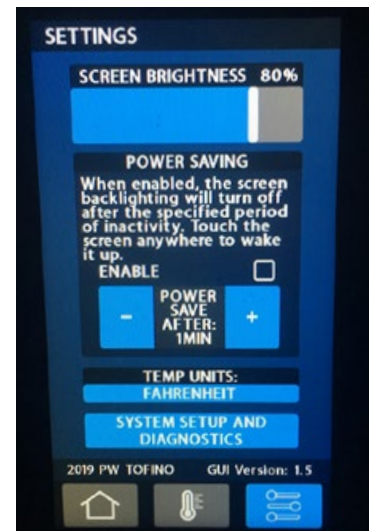 SETTINGS
SCREEN BRIGHTNESS 80%
POWER SAVING
When enabled, the screen
backlighting will turn off
after the specified period
of inactivity. Touch the
screen anywhere to wake
it up.
ENABLE
POWER
SAVE
AFTER:
1MIN
- +
TEMP UNITS:
FAHRENHEIT
SYSTEM SETUP AND
DIAGNOSTICS
2019 PW TOFINO GUI Version: 1.5